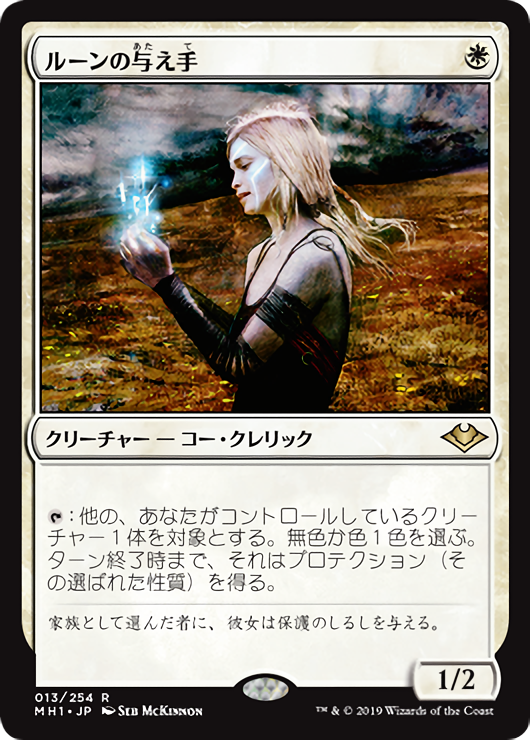 ルーンの与え手
あた て
クリーチャー — コー・クレリック
:他の、あなたがコントロールしているクリー
チャー1体を対象とする。無色か色1色を選ぶ。
ターン終了時まで、それはプロテクション(そ
の選ばれた性質)を得る。
家族として選んだ者に、彼女は保護のしるしを与える。
1/2
013/254 R
MH1・JP Seb McKinnon
™ & © 2019 Wizards of the Coast